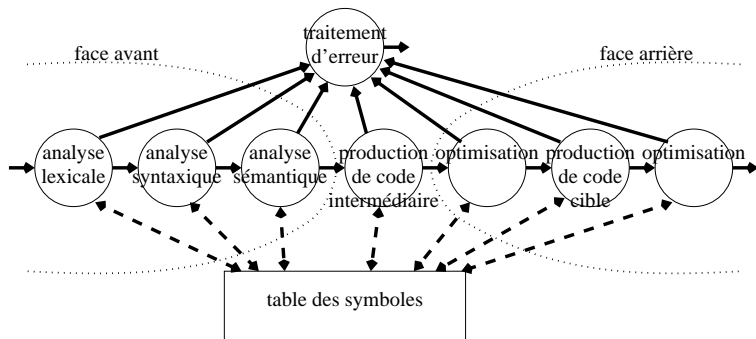 traitement
d'erreur
face avant
face arrière
analyse
lexicale
analyse
syntaxique
analyse
sémantique
production
de code
intermédiaire
optimisation
production
de code
cible
optimisation
table des symboles